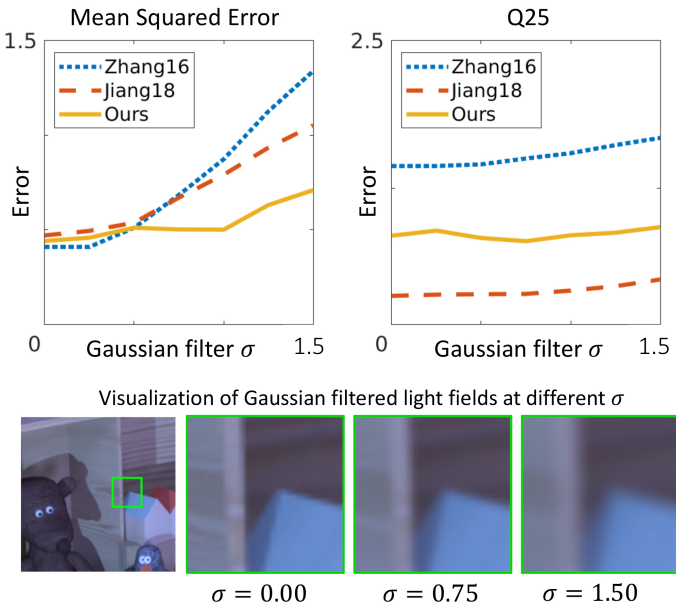 Mean Squared Error
1.5
Zhang16
Jiang18
Ours
Error
0
Gaussian filter σ
1.5
Q25
2.5
Zhang16
Jiang18
Ours
Error
0
Gaussian filter σ
1.5
Visualization of Gaussian filtered light fields at different σ
σ = 0.00
σ = 0.75
σ = 1.50